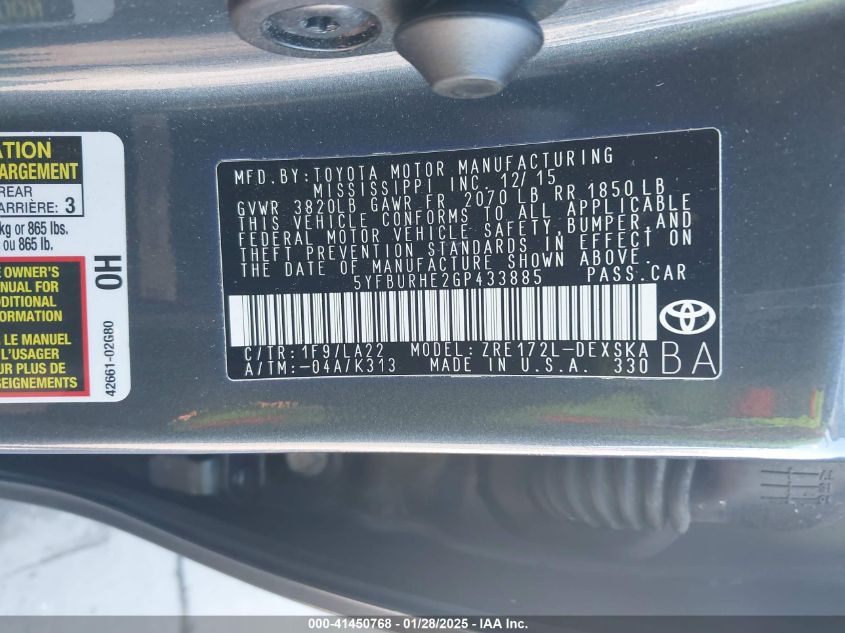 ATION
ARGEMENT
REAR
ARRIÈRE: 3
kg or 865 lbs.
ou 865 lb.
E OWNER'S
NUAL FOR
DDITIONAL
FORMATION
LE MANUEL
L'USAGER
PLUS DE
SEIGNEMENTS
OH
42661-02G80
MFD.BY:TOYOTA MOTOR MANUFACTURING
MISSISSIPPI INC. 12/15
GVWR 3820LB GAWR FR 2070 LB RR 1850 LB
THIS VEHICLE CONFORMS TO ALL APPLICABLE
FEDERAL MOTOR VEHICLE SAFETY,BUMPER,AND
THEFT PREVENTION STANDARDS IN EFFECT ON
THE DATE OF MANUFACTURE SHOWN ABOVE.
5YFBURHE2GP433885 PASS.CAR
C/TR:1F9/LA22 MODEL:ZRE172L-DEXSKA
A/TM:-04A/K313 MADE IN U.S.A. 330
BA
000-41450768 - 01/28/2025 - IAA Inc.